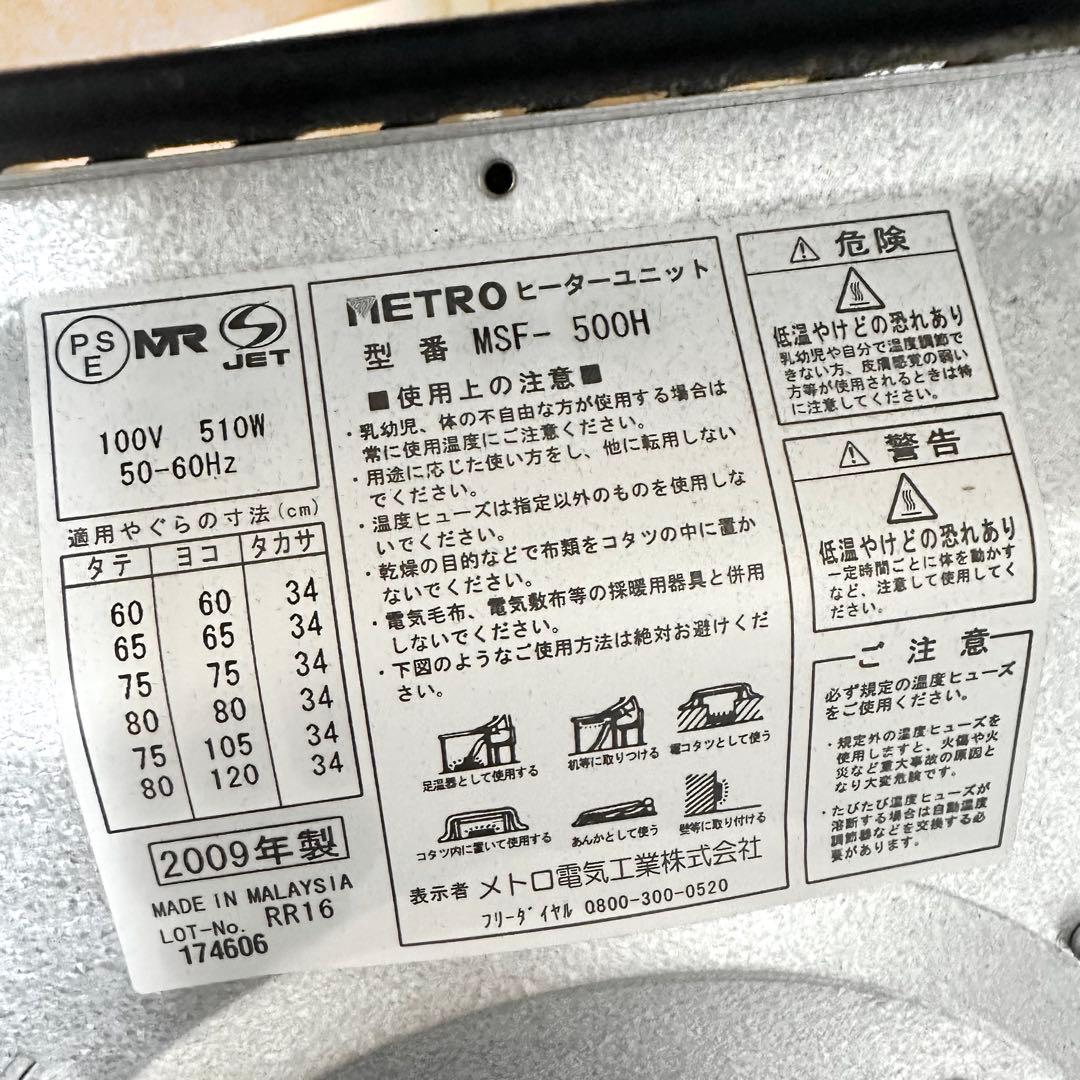 PSE MTR S JET
100V 510W
50-60Hz
適用やぐらの寸法(cm)
タテ ヨコ タカサ
60 60 34
65 65 34
75 75 34
80 80 34
75 105 34
80 120 34
2009年製
MADE IN MALAYSIA
LOT-No. RR16
174606
METRO ヒーターユニット
型番 MSF- 500H
■使用上の注意■
・乳幼児、体の不自由な方が使用する場合は
常に使用温度にご注意ください。
・用途に応じた使い方をし、他に転用しない
でください。
・温度ヒューズは指定以外のものを使用しな
いでください。
・乾燥の目的などで布類をコタツの中に置か
ないでください。
・電気毛布、電気敷布等の採暖用器具と併用
しないでください。
・下図のようなご使用方法は絶対お避けくだ
さい。
足温器として使用する
机等に取りつける
電コタツとして使う
コタツ内に置いて使用する
あんかとして使う
壁等に取り付ける
表示者 メトロ電気工業株式会社
フリーダイヤル 0800-300-0520
⚠ 危険
低温やけどの恐れあり
乳幼児や自分で温度調節で
きない方、皮膚感覚の弱い
方等が使用されるときは特
に注意してください。
⚠ 警告
低温やけどの恐れあり
一定時間ごとに体を動かす
など、注意して使用してく
ださい。
ご注意
必ず規定の温度ヒューズ
をご使用ください。
・規定外の温度ヒューズを
使用しますと、火傷や火
災など重大事故の原因と
なり大変危険です。
・たびたび温度ヒューズが
溶断する場合は自動温度
調節器などを交換する必
要があります。